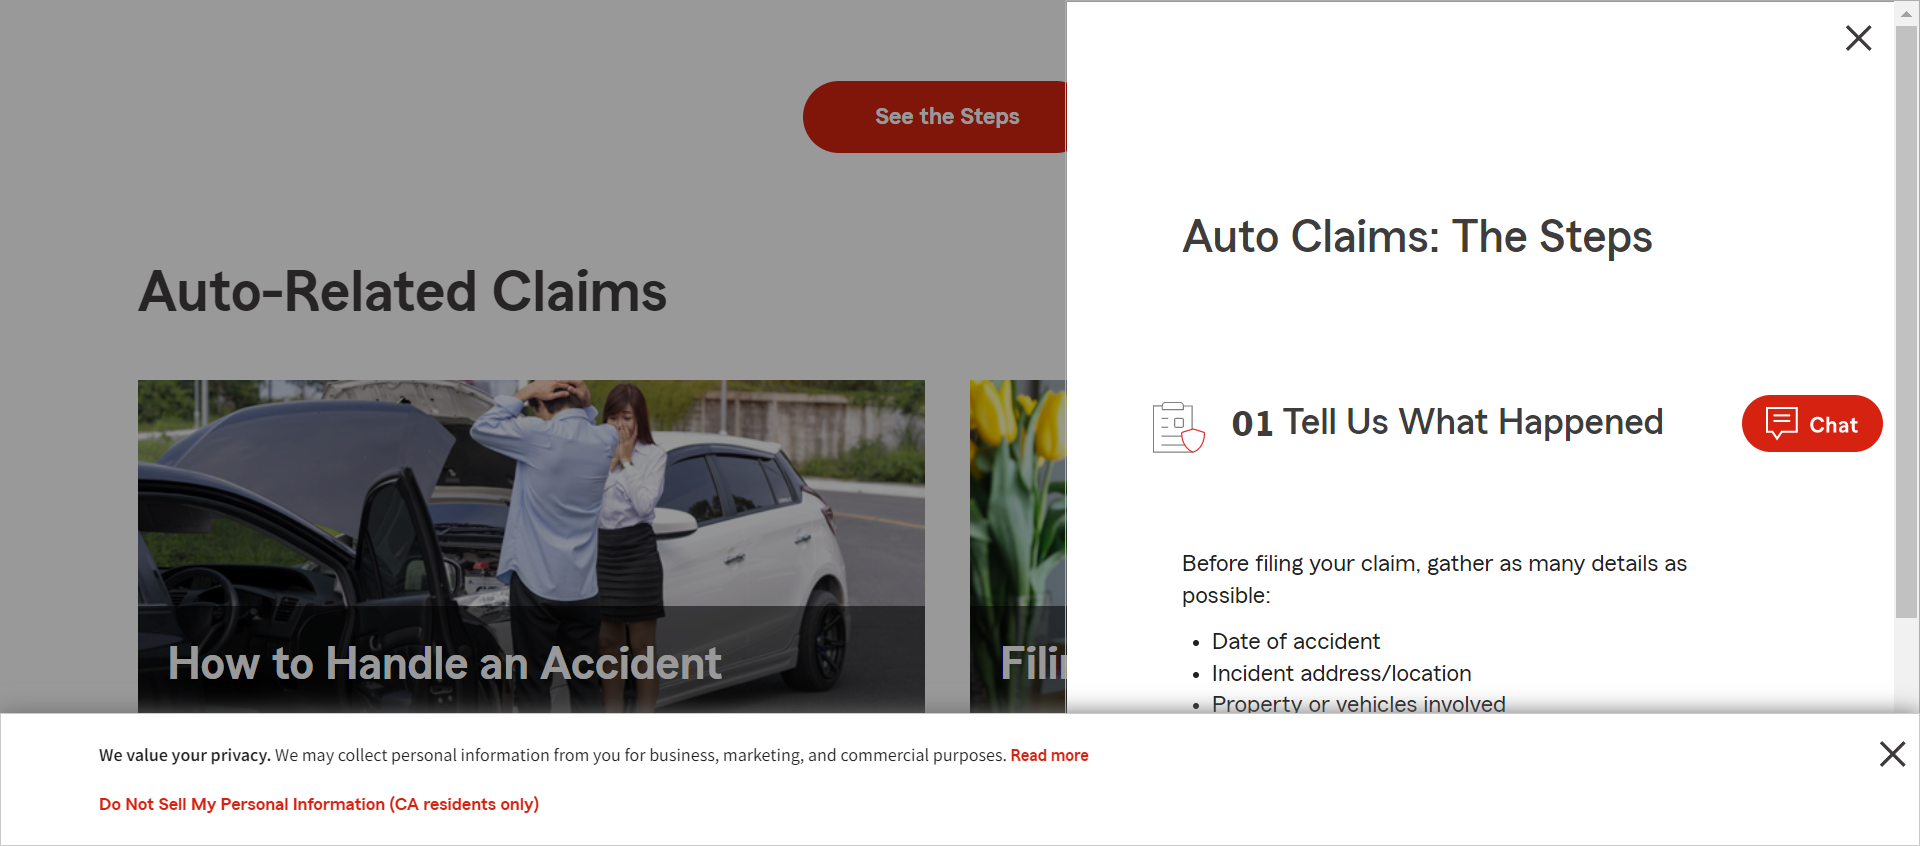 See the Steps
Auto-Related Claims
How to Handle an Accident
Auto Claims: The Steps
01 Tell Us What Happened
Chat
Before filing your claim, gather as many details as
possible:
• Date of accident
• Incident address/location
• Property or vehicles involved
We value your privacy. We may collect personal information from you for business, marketing, and commercial purposes. Read more
Do Not Sell My Personal Information (CA residents only)